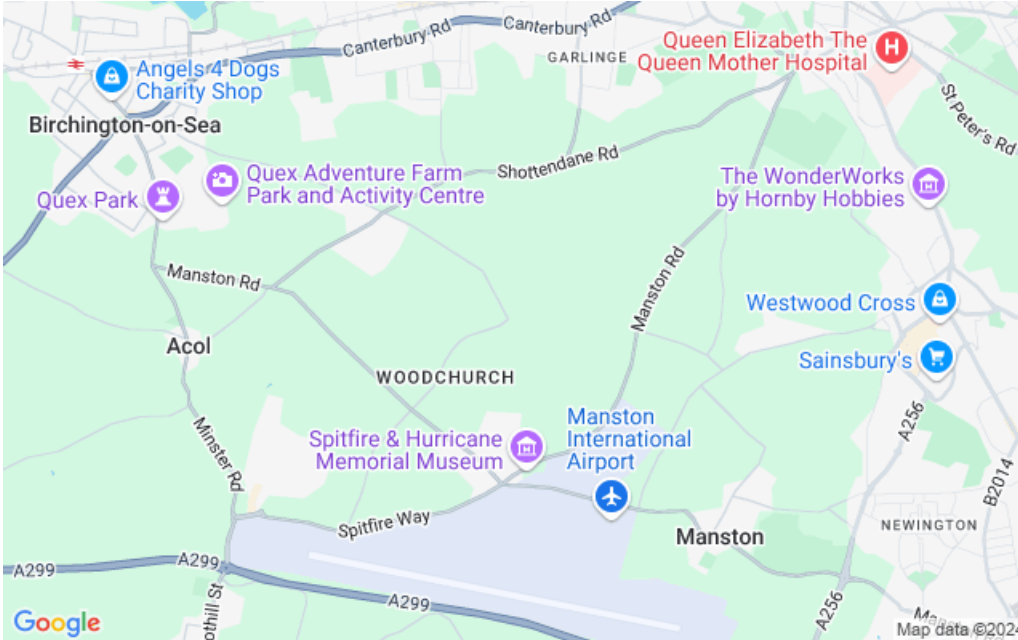 Canterbury Rd
Canterbury Rd
GARLINGE
Queen Elizabeth The
Queen Mother Hospital
H
Angels 4 Dogs
Charity Shop
St Peter's Rd
Birchington-on-Sea
Shottendane Rd
Quex Park
Quex Adventure Farm
Park and Activity Centre
The WonderWorks
by Hornby Hobbies
Manston Rd
Manston Rd
Westwood Cross
Acol
Sainsbury's
WOODCHURCH
Minster Rd
Spitfire & Hurricane
Memorial Museum
Manston
International
Airport
A256
B2014
Spitfire Way
Manston
NEWINGTON
A299
A299
A299
A256
othill St
Google
Map data ©2024